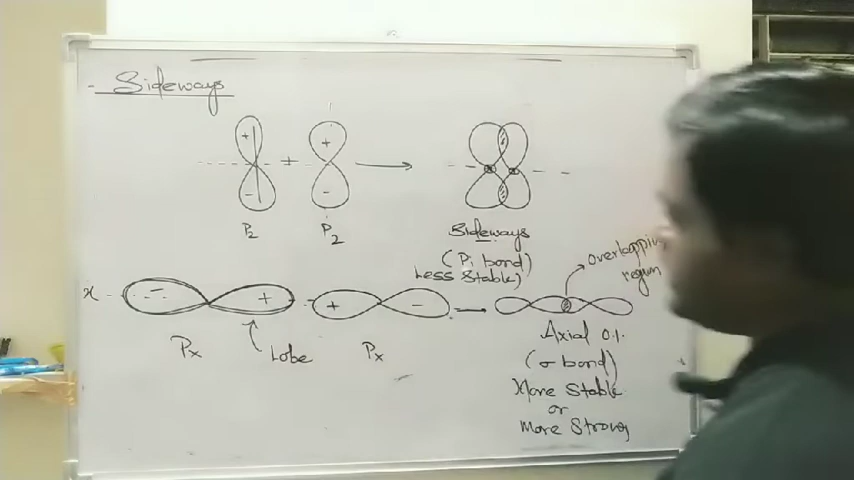 - Sideways
+ + + →
- -
Pz Pz Sideways
(Pi bond)
Less Stable)
Overlapping
region
x - - + - + - →
Px Lobe Px
Axial O.l.
(σ bond)
More Stable
or
More Strong